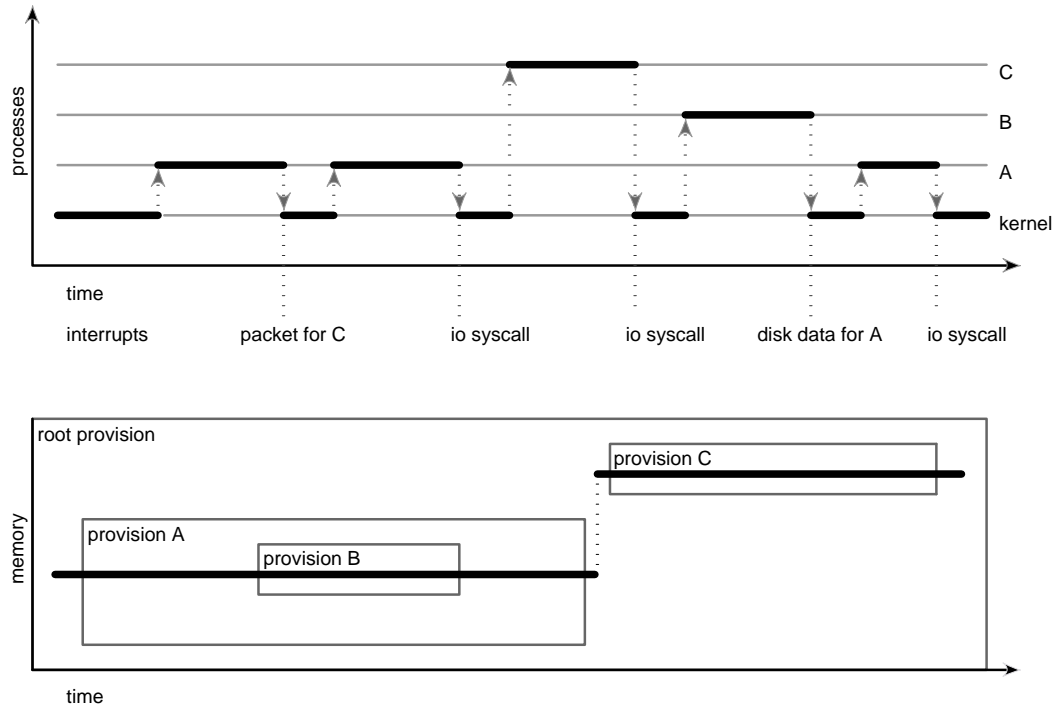 processes
C
B
A
kernel
time
interrupts packet for C io syscall io syscall disk data for A io syscall
root provision
provision C
provision A
provision B
memory
time